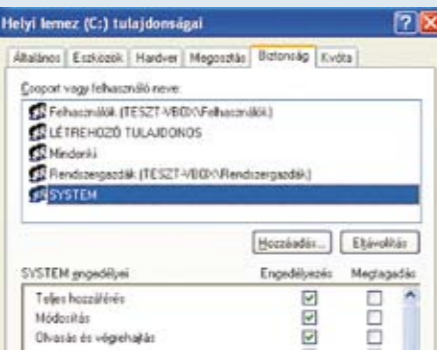 Helyi lemez (C:) tulajdonságai
Általános Eszközök Hardver Megosztás Biztonság Kvóta
Csoport vagy felhasználó neve:
Felhasználók (TESZT-VBOX\Felhasználók)
LÉTREHOZÓ TULAJDONOS
Mindenki
Rendszergazdák (TESZT-VBOX\Rendszergazdák)
SYSTEM
Hozzáadás... Eltávolítás
SYSTEM engedélyei Engedélyezés Megtagadás
Teljes hozzáférés
Módosítás
Olvasás és végrehajtás